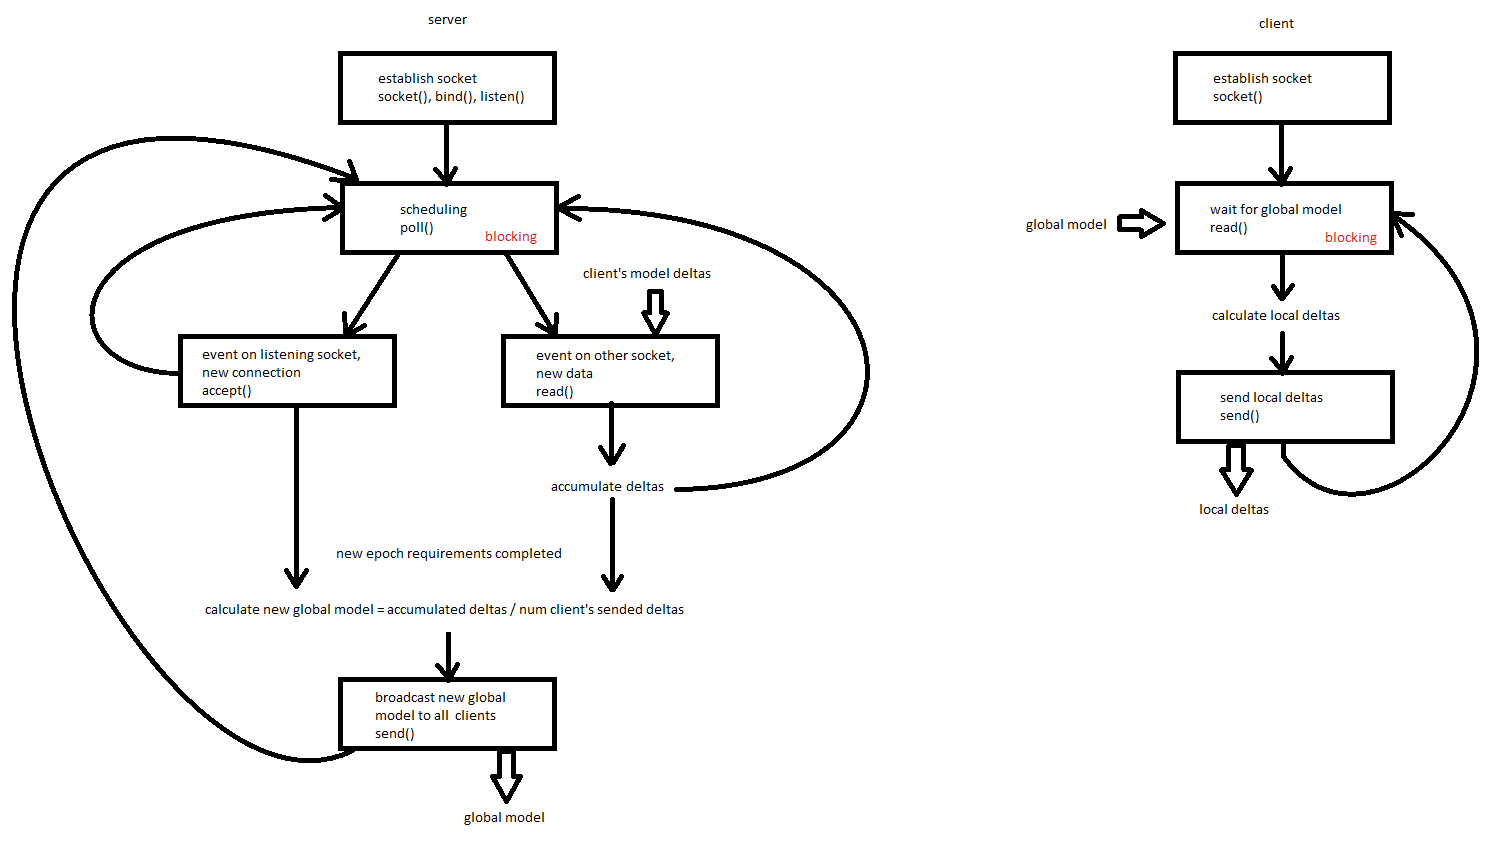 server
establish socket
socket(), bind(), listen()
scheduling
poll()
blocking
client's model deltas
event on listening socket,
new connection
accept()
event on other socket,
new data
read()
accumulate deltas
new epoch requirements completed
calculate new global model = accumulated deltas / num client's sended deltas
broadcast new global
model to all clients
send()
global model
client
establish socket
socket()
global model
wait for global model
read()
blocking
calculate local deltas
send local deltas
send()
local deltas